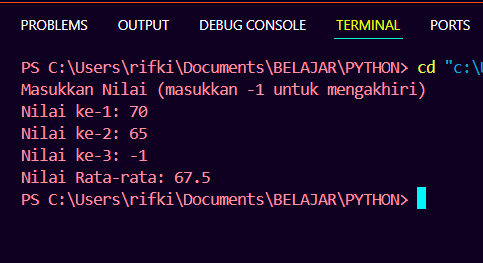 PROBLEMS OUTPUT DEBUG CONSOLE TERMINAL PORTS
PS C:\Users\rifki\Documents\BELAJAR\PYTHON> cd "c:\
Masukkan Nilai (masukkan -1 untuk mengakhiri)
Nilai ke-1: 70
Nilai ke-2: 65
Nilai ke-3: -1
Nilai Rata-rata: 67.5
PS C:\Users\rifki\Documents\BELAJAR\PYTHON>